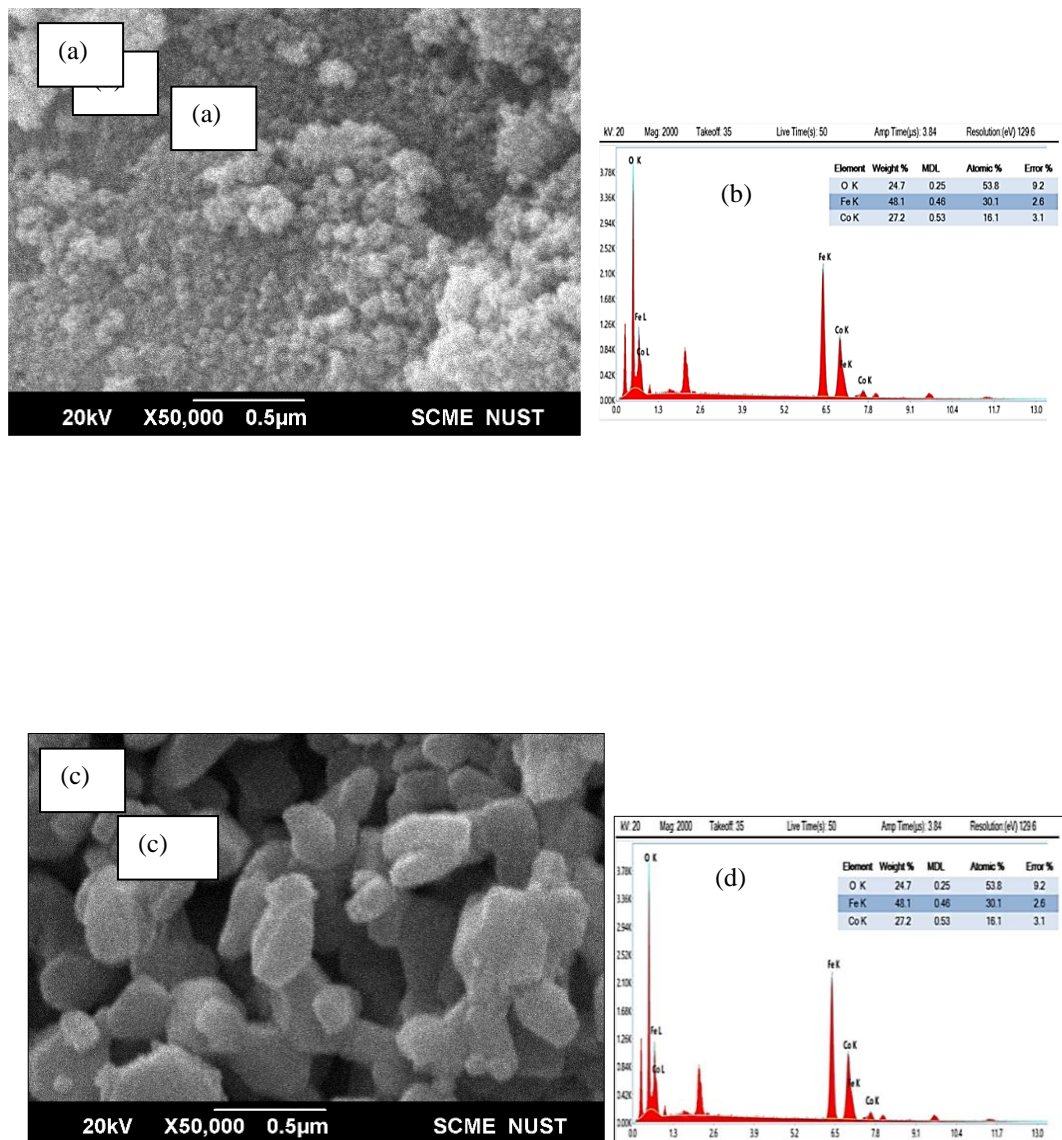 (a)
(a)
20kV X50,000 0.5µm SCME NUST
kV: 20 Mag: 2000 Takeoff: 35 Live Time(s): 50 Amp Time(µs): 3.84 Resolution:(eV) 129.6
(b)
Element Weight % MDL Atomic % Error %
O K 24.7 0.25 53.8 9.2
Fe K 48.1 0.46 30.1 2.6
Co K 27.2 0.53 16.1 3.1
3.78K
3.36K
2.94K
2.52K
2.10K
1.68K
1.26K
0.84K
0.42K
0.00K
O K
Fe L
Co L
Fe K
Co K
Fe K
Co K
0.0 1.3 2.6 3.9 5.2 6.5 7.8 9.1 10.4 11.7 13.0
(c)
(c)
20kV X50,000 0.5µm SCME NUST
kV: 20 Mag: 2000 Takeoff: 35 Live Time(s): 50 Amp Time(µs): 3.84 Resolution:(eV) 129.6
(d)
Element Weight % MDL Atomic % Error %
O K 24.7 0.25 53.8 9.2
Fe K 48.1 0.46 30.1 2.6
Co K 27.2 0.53 16.1 3.1
3.78K
3.36K
2.94K
2.52K
2.10K
1.68K
1.26K
0.84K
0.42K
0.00K
O K
Fe L
Co L
Fe K
Co K
Fe K
Co K
0.0 1.3 2.6 3.9 5.2 6.5 7.8 9.1 10.4 11.7 13.0